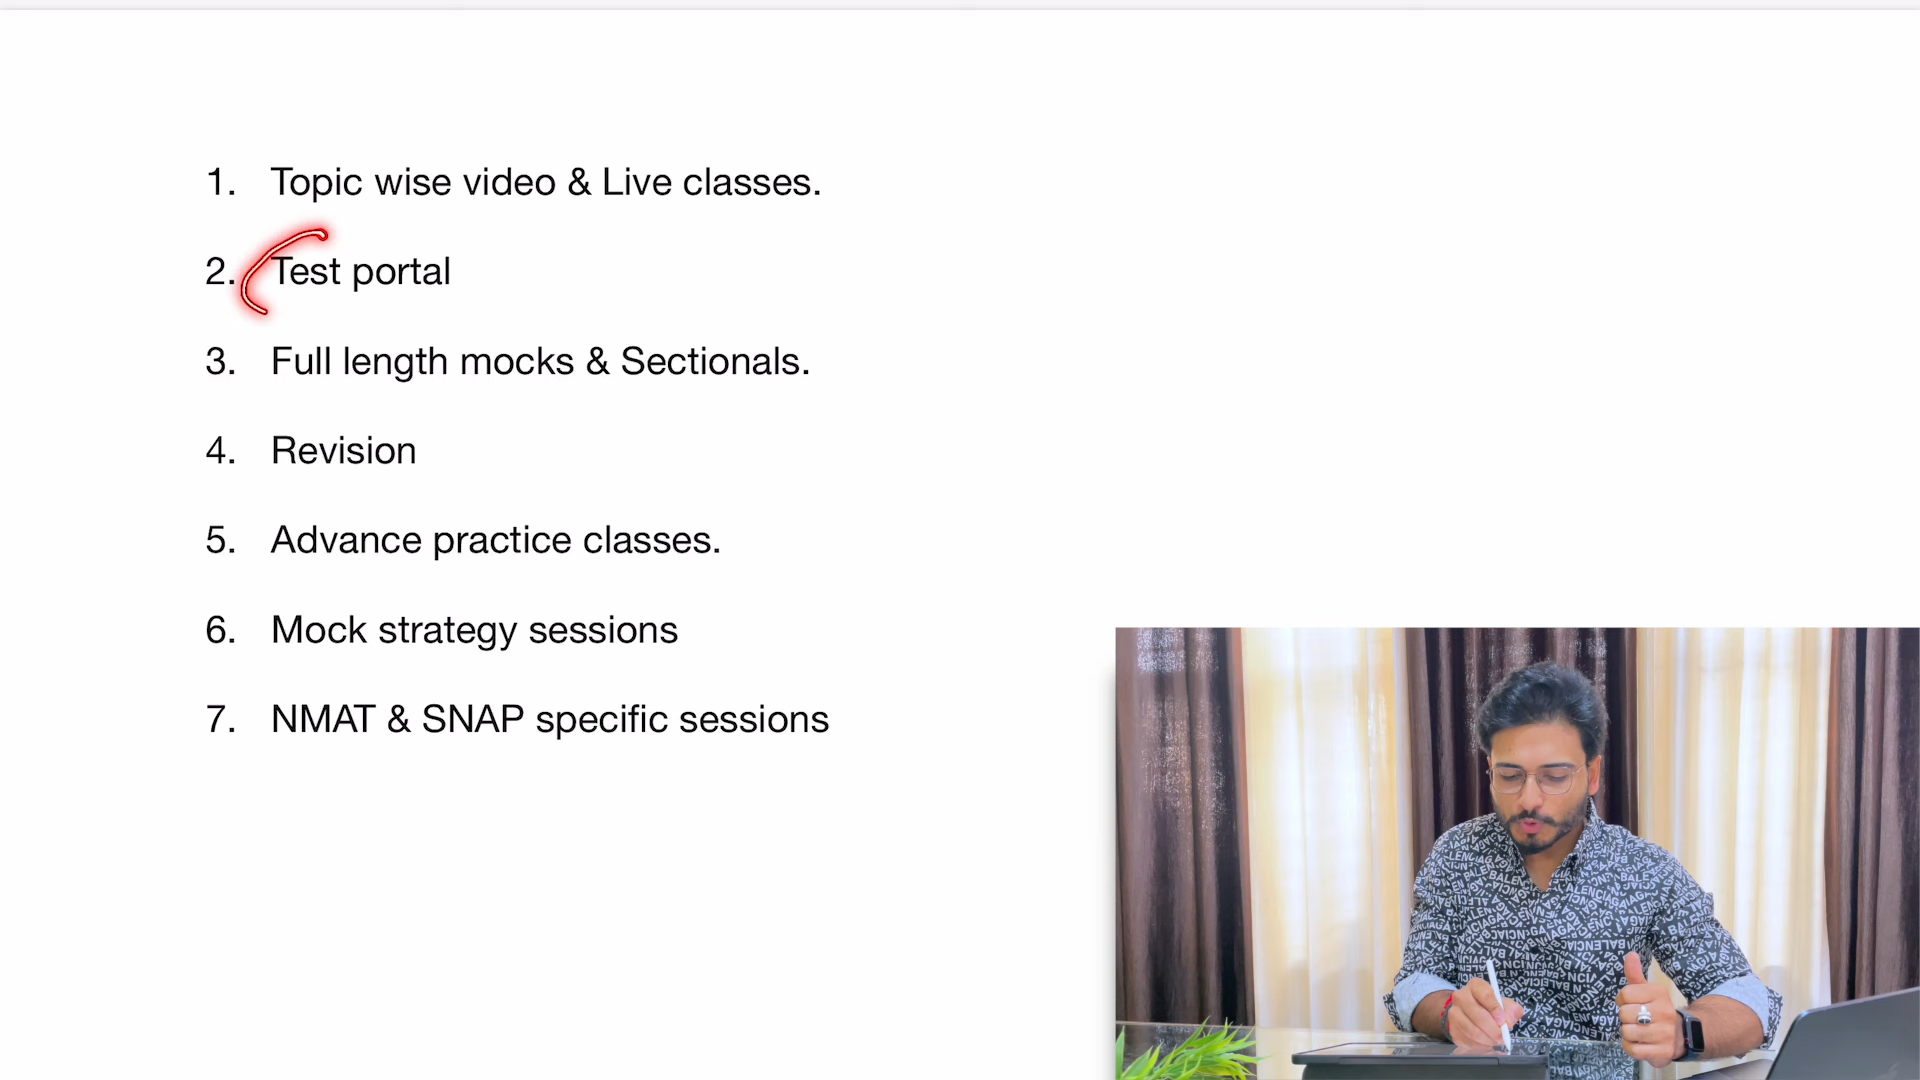 1. Topic wise video & Live classes.
2. Test portal
3. Full length mocks & Sectionals.
4. Revision
5. Advance practice classes.
6. Mock strategy sessions
7. NMAT & SNAP specific sessions